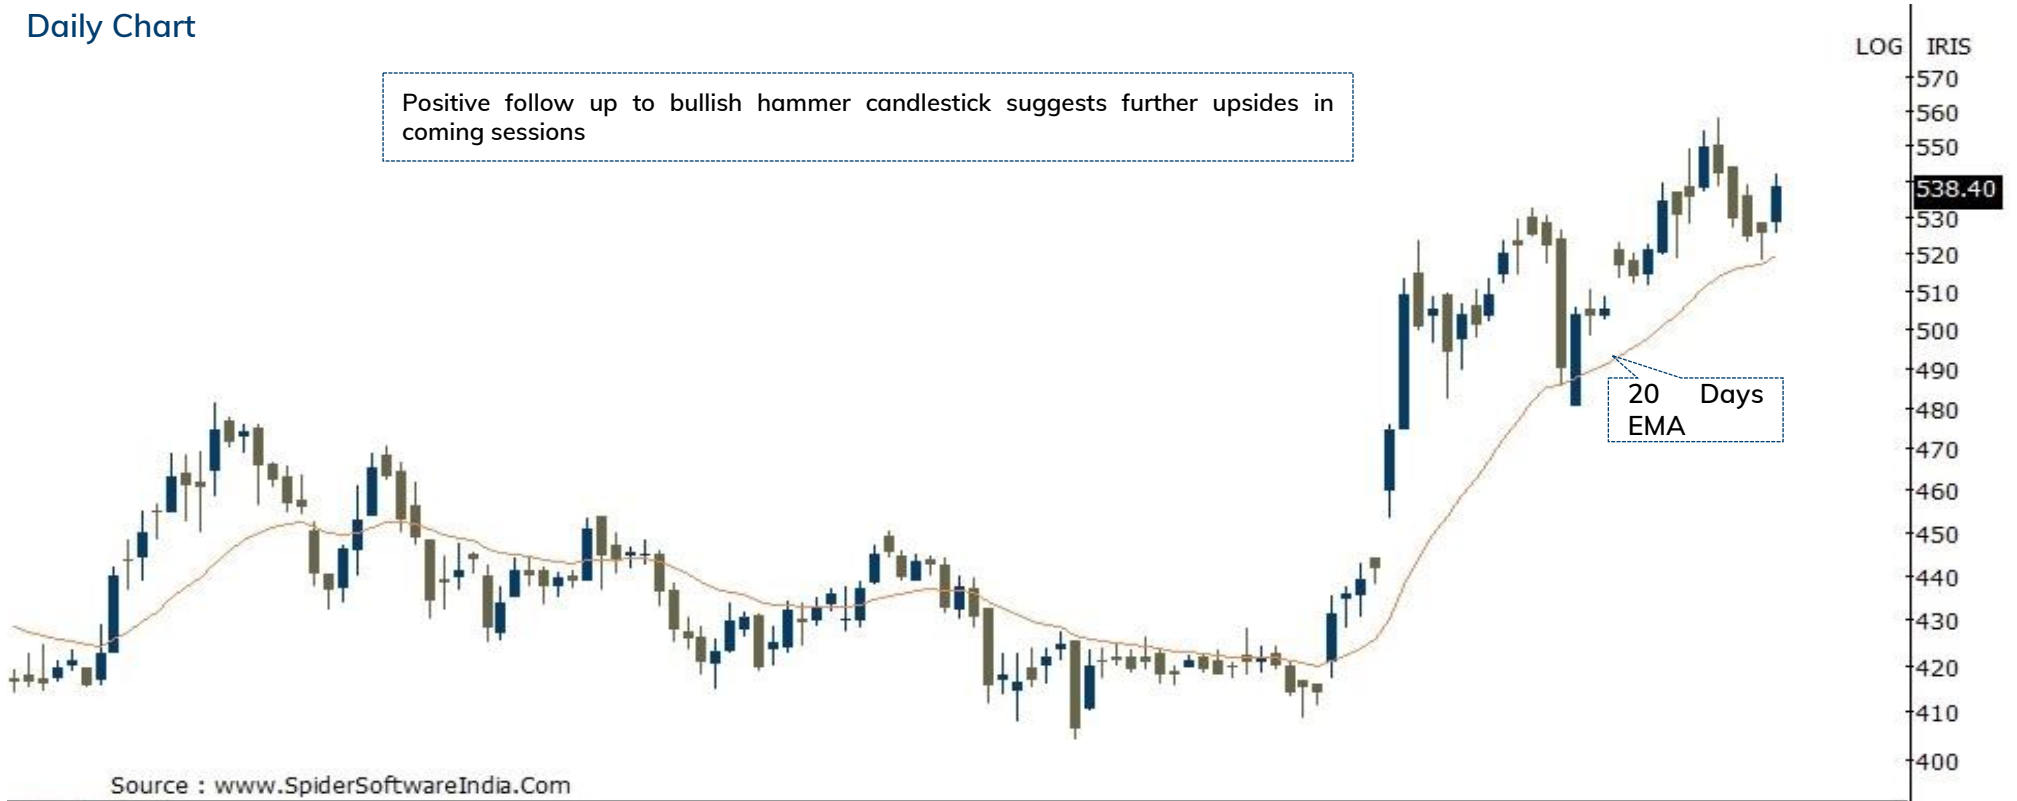 Daily Chart
LOG IRIS
Positive follow up to bullish hammer candlestick suggests further upsides in
coming sessions
570
560
550
538.40
530
520
510
500
490
480
470
460
450
440
430
420
410
400
20 Days
EMA
Source : www.SpiderSoftwareIndia.Com